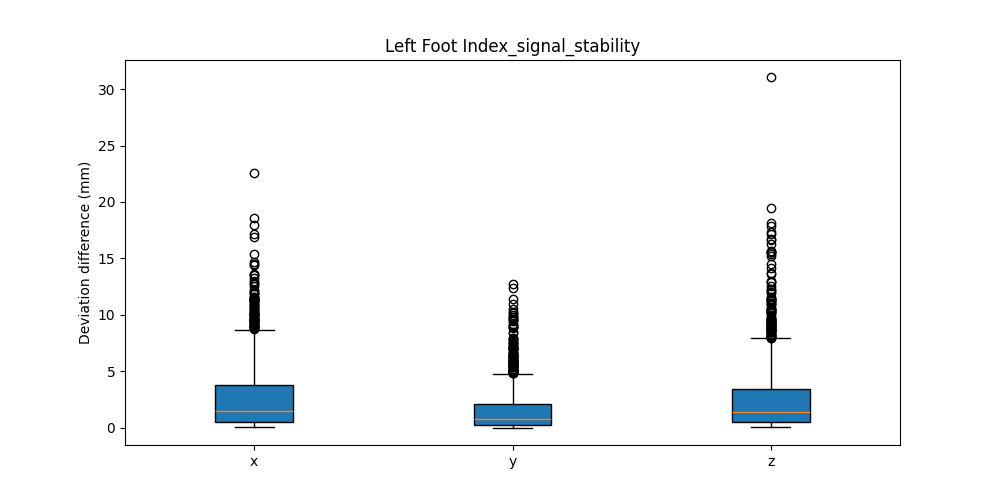 Left Foot Index_signal_stability
Deviation difference (mm)
30
25
20
15
10
5
0
x y z